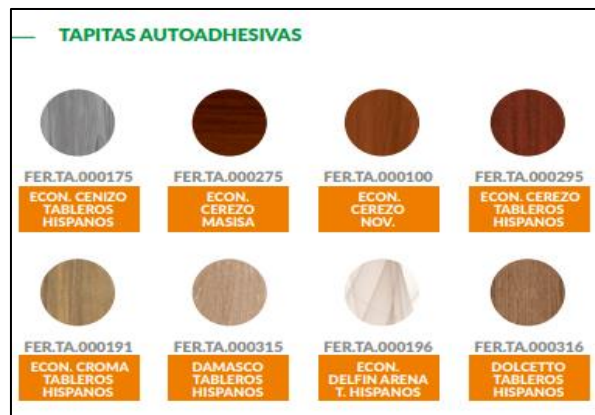 TAPITAS AUTOADHESIVAS
FER.TA.000175
ECON. CENIZO
TABLEROS
HISPANOS
FER.TA.000275
ECON.
CEREZO
MASISA
FER.TA.000100
ECON.
CEREZO
NOV.
FER.TA.000295
ECON. CEREZO
TABLEROS
HISPANOS
FER.TA.000191
ECON. CROMA
TABLEROS
HISPANOS
FER.TA.000315
DAMASCO
TABLEROS
HISPANOS
FER.TA.000196
ECON.
DELFIN ARENA
T. HISPANOS
FER.TA.000316
DOLCETTO
TABLEROS
HISPANOS